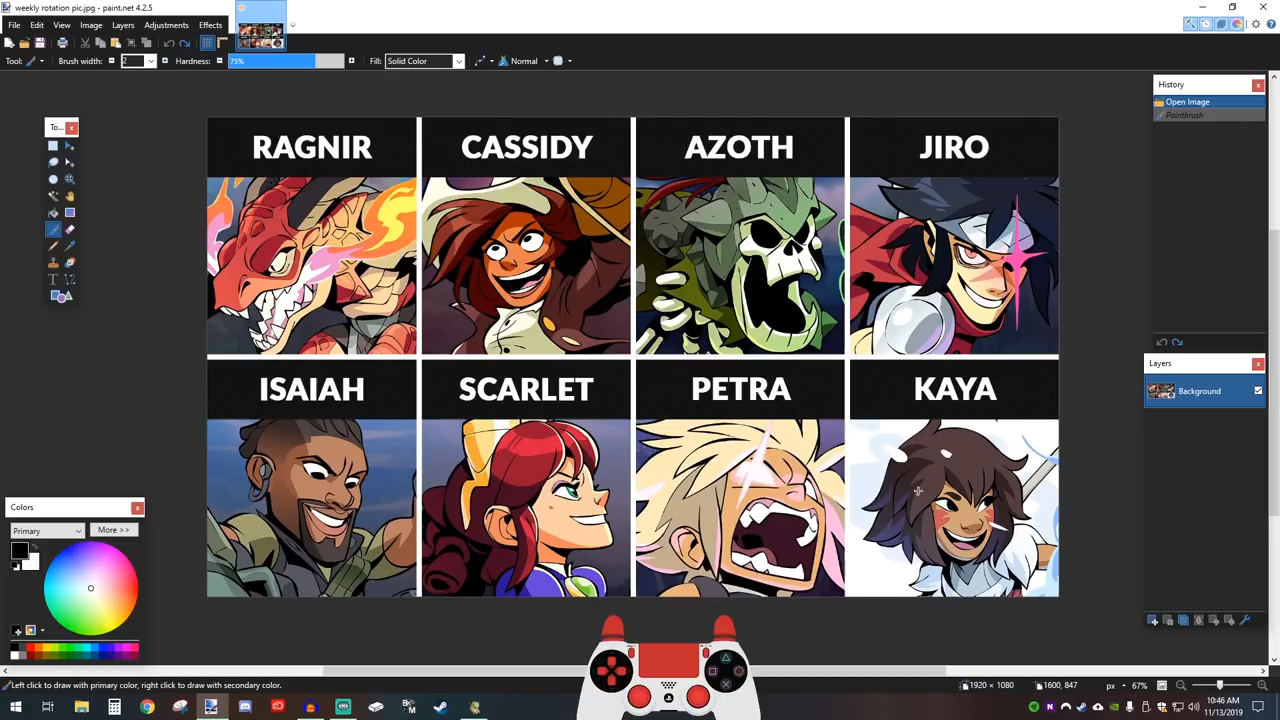 weekly rotation pic.jpg - paint.net 4.2.5
File Edit View Image Layers Adjustments Effects
Tool: Brush width: 2 Hardness: 75% Fill: Solid Color Normal
To...
History
Open Image
Paintbrush
RAGNIR CASSIDY AZOTH JIRO
ISAIAH SCARLET PETRA KAYA
Layers
Background
Colors
Primary More >>
Left click to draw with primary color, right click to draw with secondary color. 1920 × 1080 1600, 847 px 67%
10:46 AM
11/13/2019